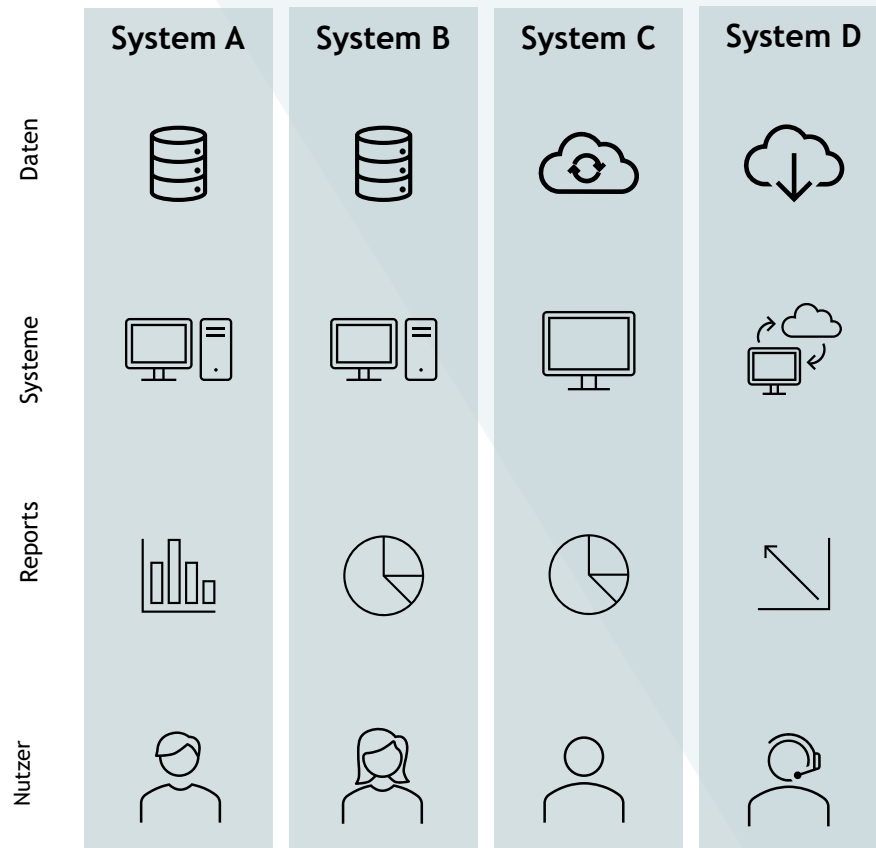 System A
System B
System C
System D
Daten
Systeme
Reports
Nutzer